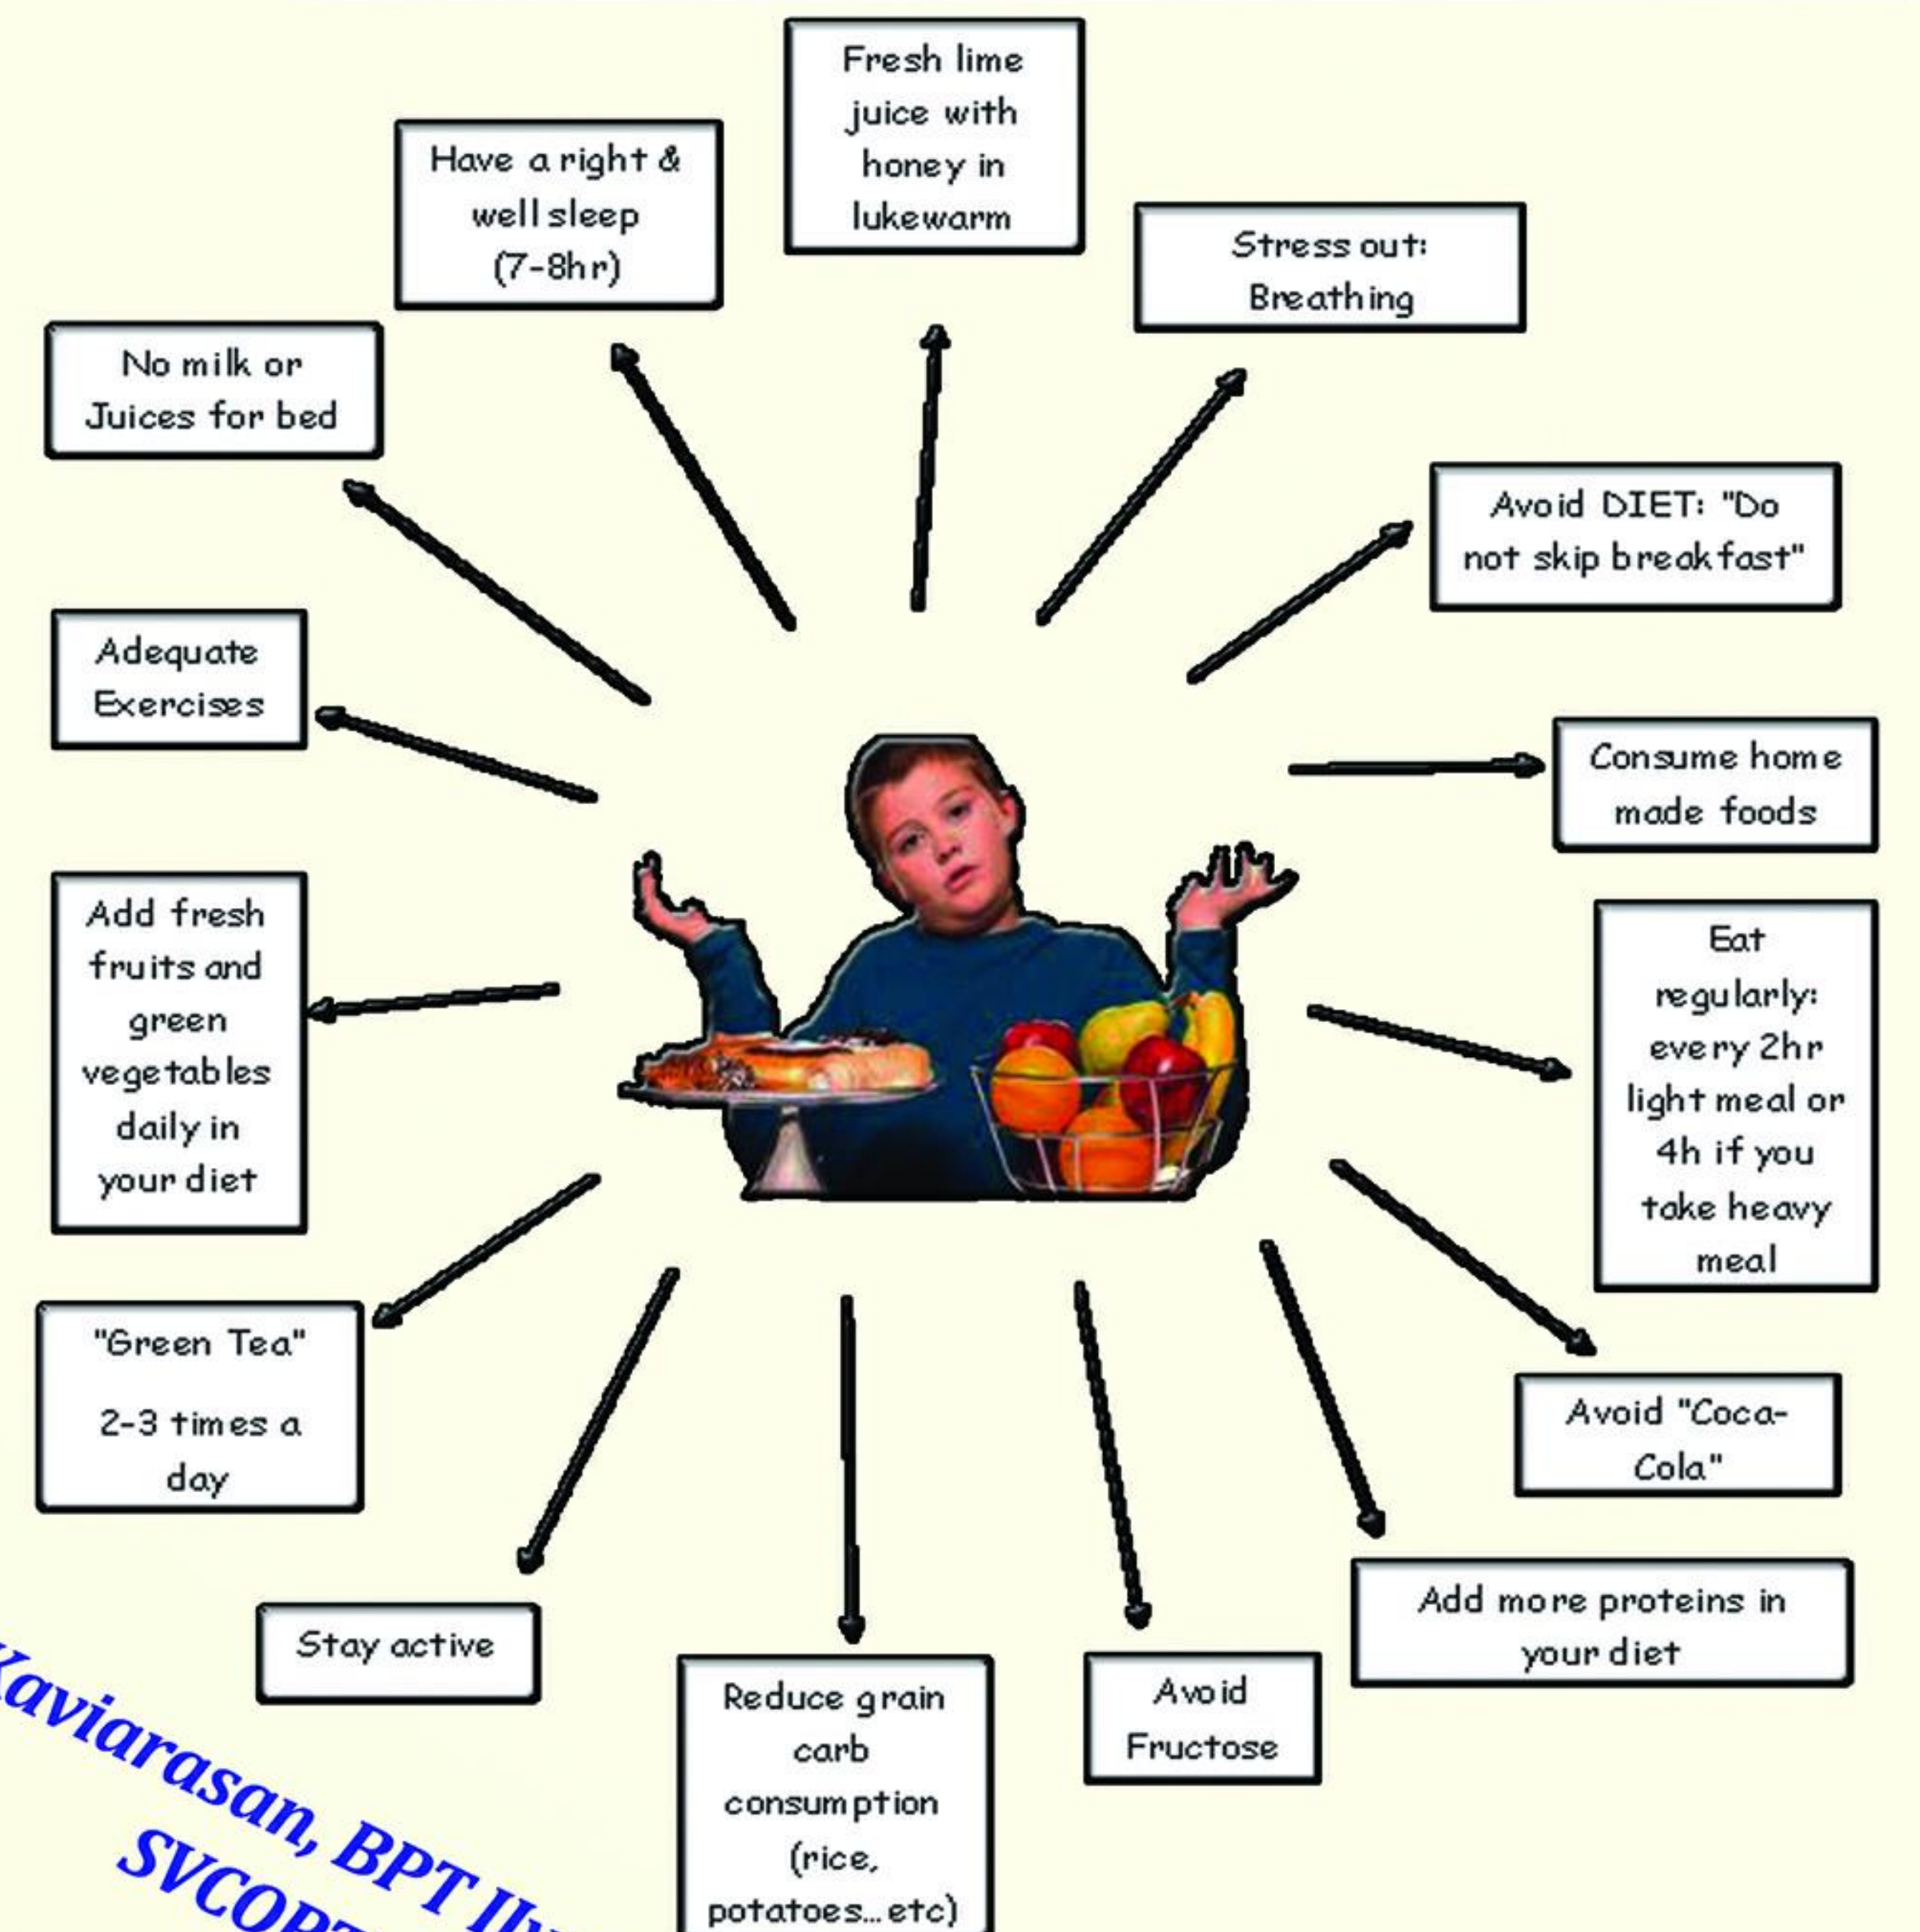 Fresh lime
juice with
honey in
lukewarm
Have a right &
well sleep
(7-8hr)
Stress out:
Breathing
No milk or
Juices for bed
Avoid DIET: "Do
not skip breakfast"
Adequate
Exercises
Consume home
made foods
Add fresh
fruits and
green
vegetables
daily in
your diet
Eat
regularly:
every 2hr
light meal or
4h if you
take heavy
meal
"Green Tea"
2-3 times a
day
Avoid "Coca-
Cola"
Stay active
Add more proteins in
your diet
Reduce grain
carb
consumption
(rice,
potatoes...etc)
Avoid
Fructose
Kaviarasan, BPT